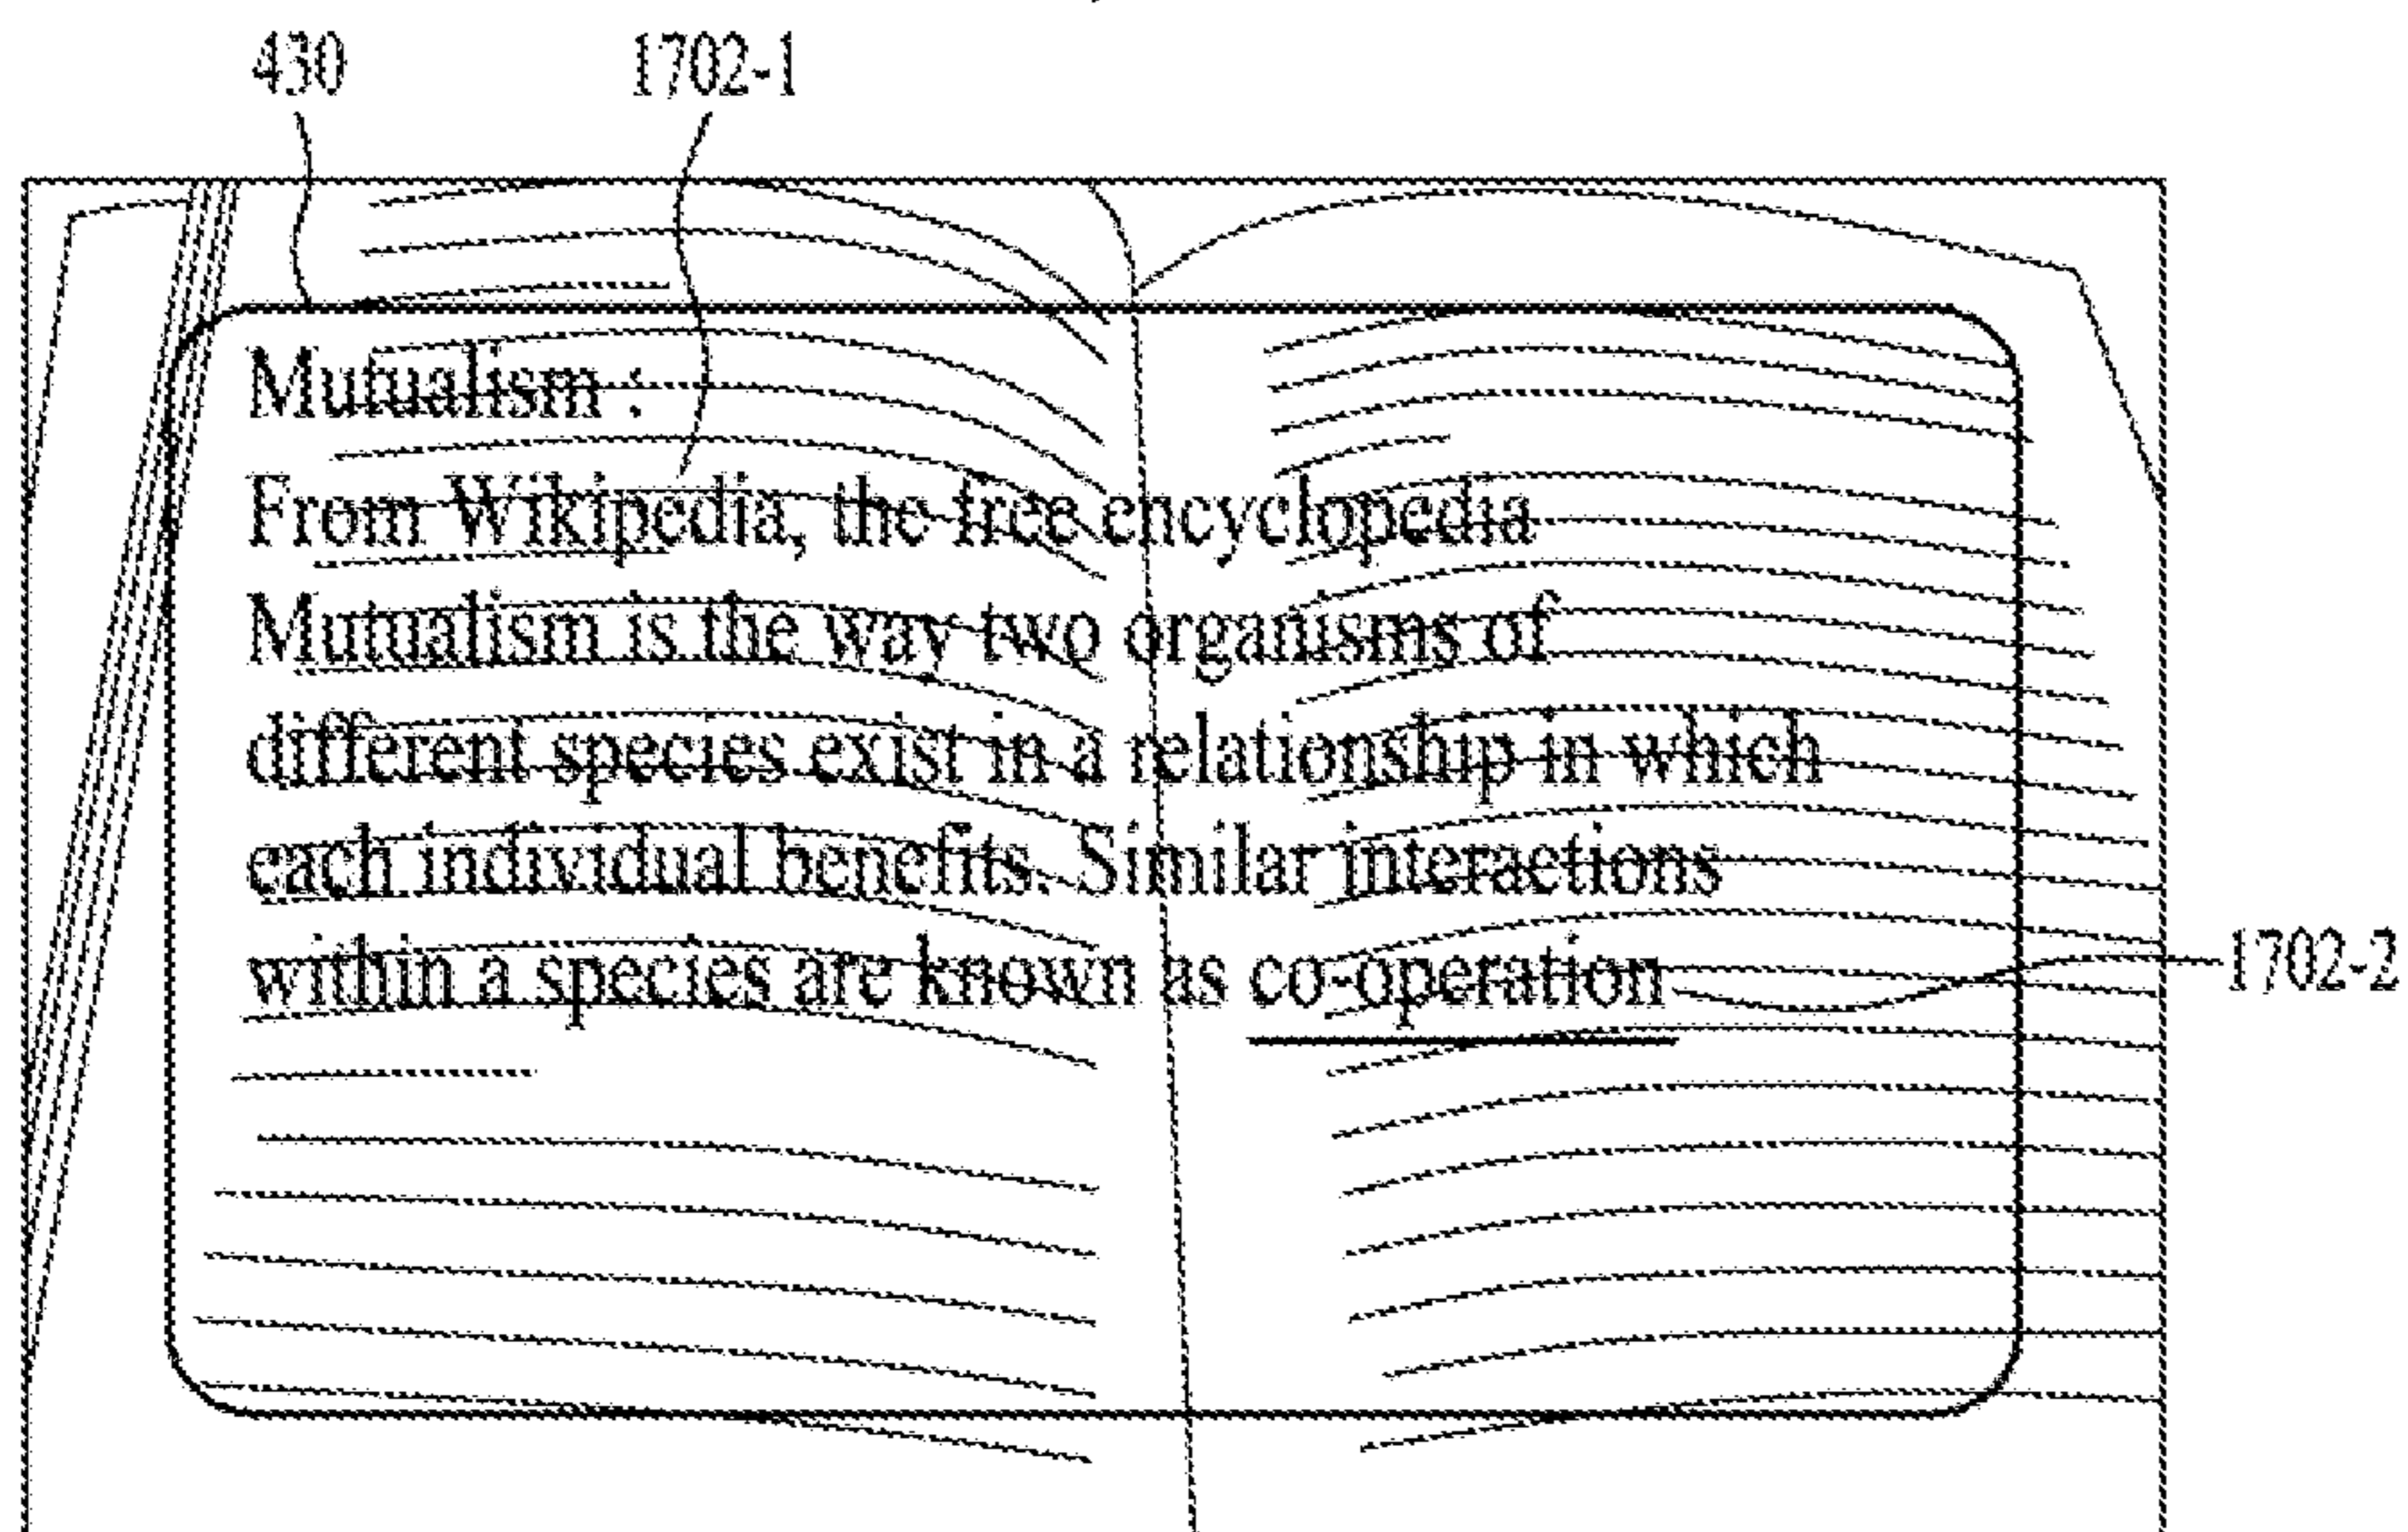 430 1702-1
Mutualism :
From Wikipedia, the free encyclopedia
Mutualism is the way two organisms of
different species exist in a relationship in which
each individual benefits. Similar interactions
within a species are known as co-operation
1702-2